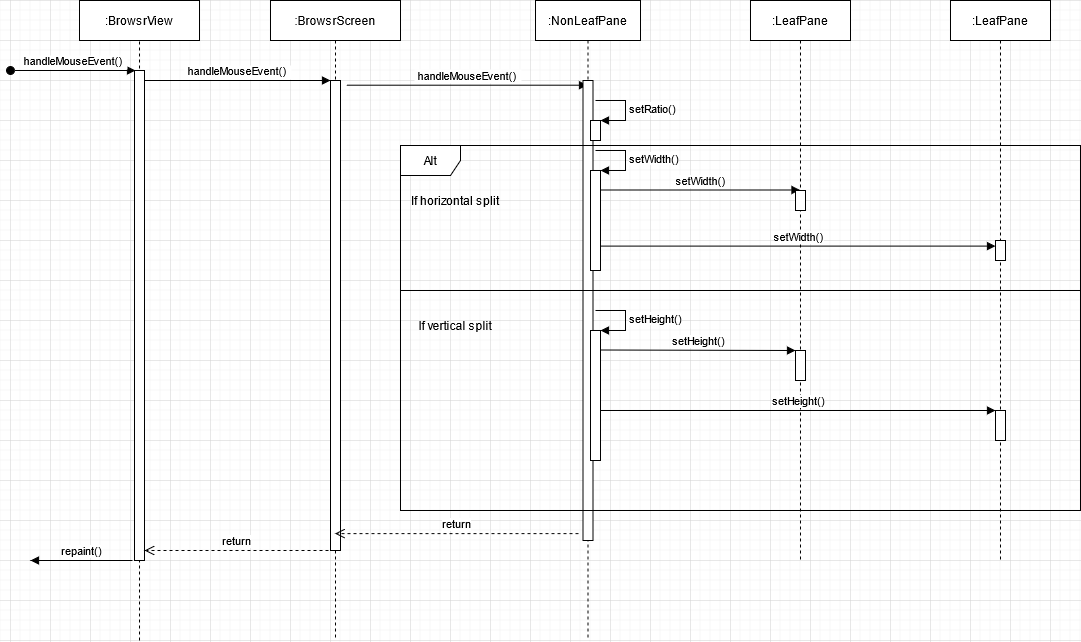 :BrowsrView
:BrowsrScreen
:NonLeafPane
:LeafPane
:LeafPane
handleMouseEvent()
handleMouseEvent()
handleMouseEvent()
setRatio()
Alt
setWidth()
setWidth()
If horizontal split
setWidth()
setHeight()
If vertical split
setHeight()
setHeight()
return
return
repaint()